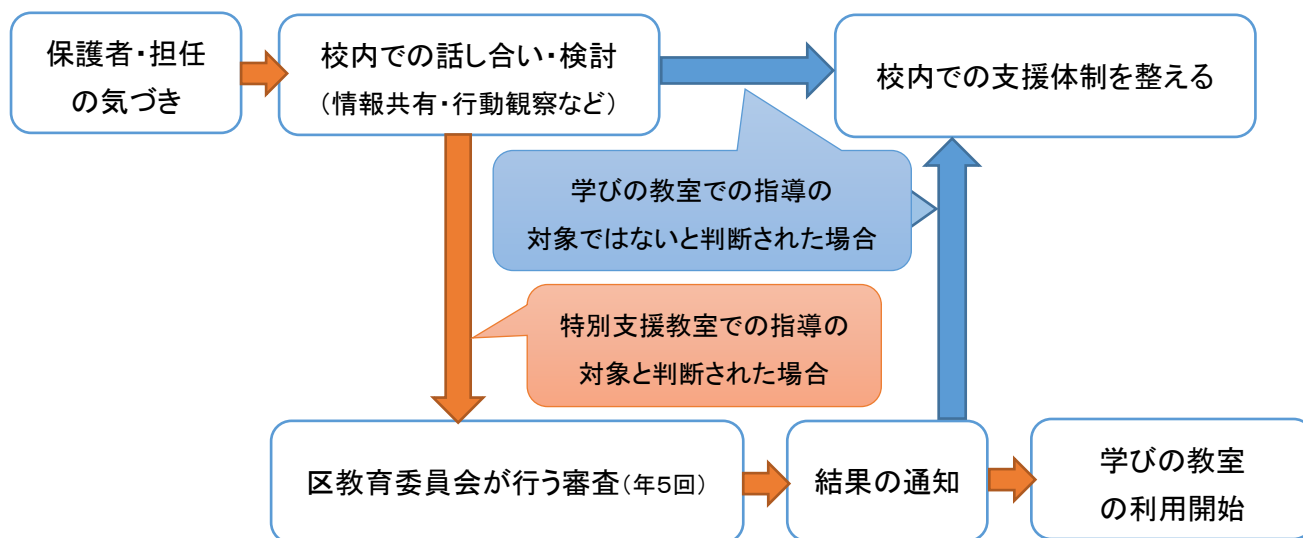 保護者・担任
の気づき
校内での話し合い・検討
（情報共有・行動観察など）
校内での支援体制を整える
学びの教室での指導の
対象ではないと判断された場合
特別支援教室での指導の
対象と判断された場合
区教育委員会が行う審査（年５回）
結果の通知
学びの教室
の利用開始